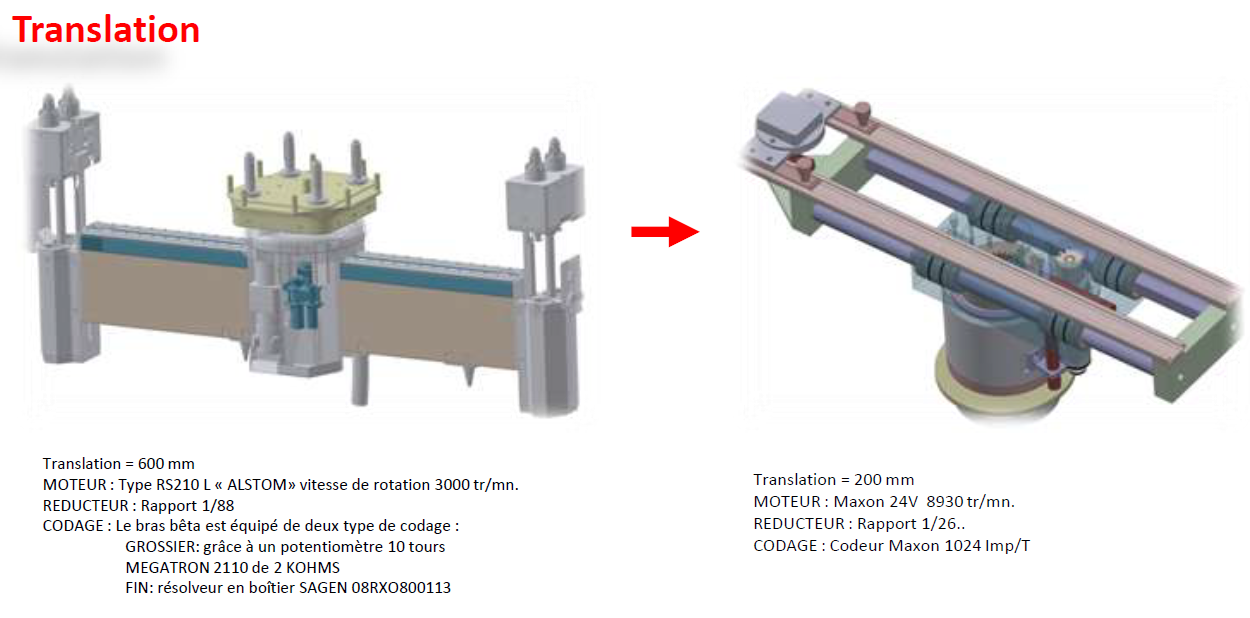 Translation
Translation = 600 mm
MOTEUR : Type RS210 L « ALSTOM» vitesse de rotation 3000 tr/mn.
REDUCTEUR : Rapport 1/88
CODAGE : Le bras bêta est équipé de deux type de codage :
GROSSIER: grâce à un potentiomètre 10 tours
MEGATRON 2110 de 2 KOHMS
FIN: résolveur en boîtier SAGEN 08RXO800113
Translation = 200 mm
MOTEUR : Maxon 24V 8930 tr/mn.
REDUCTEUR : Rapport 1/26..
CODAGE : Codeur Maxon 1024 Imp/T